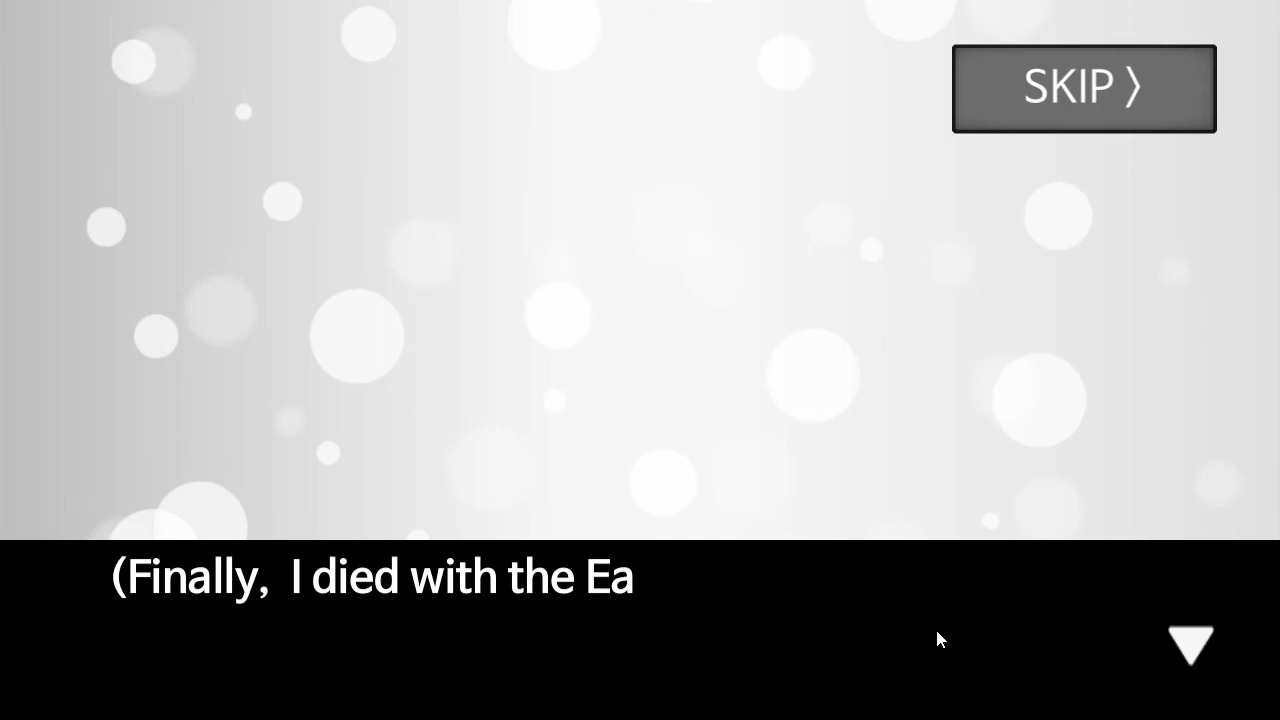 SKIP 〉
(Finally, I died with the Ea